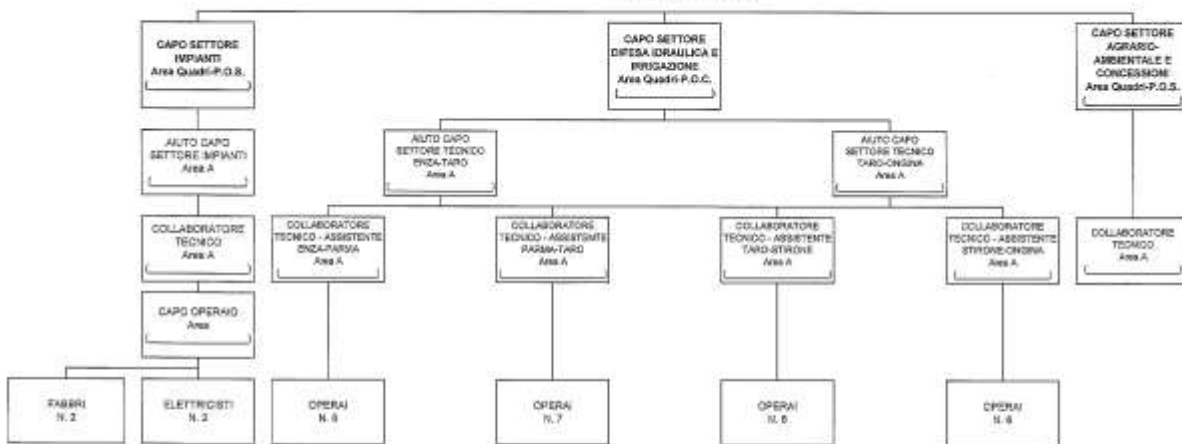 CAPO SETTORE
IMPIANTI
Area Quadri-P.O.S.
CAPO SETTORE
DIFESA IDRAULICA E
IRRIGAZIONE
Area Quadri-P.O.C.
CAPO SETTORE
AGRARIO-
AMBIENTALE E
CONCESSIONI
Area Quadri-P.O.S.
AIUTO CAPO
SETTORE IMPIANTI
Area A
AIUTO CAPO
SETTORE TECNICO
ENZA-TARO
Area A
AIUTO CAPO
SETTORE TECNICO
TARO-ONGINA
Area A
COLLABORATORE
TECNICO
Area A
COLLABORATORE
TECNICO - ASSISTENTE
ENZA-PARMA
Area A
COLLABORATORE
TECNICO - ASSISTENTE
PARMA-TARO
Area A
COLLABORATORE
TECNICO - ASSISTENTE
TARO-STIRONE
Area A
COLLABORATORE
TECNICO - ASSISTENTE
STIRONE-ONGINA
Area A
COLLABORATORE
TECNICO
Area A
CAPO OPERAIO
Area
FABBRI
N. 2
ELETTRICISTI
N.
OPERAI
N.
OPERAI
N. 7
OPERAI
N.
OPERAI
N.